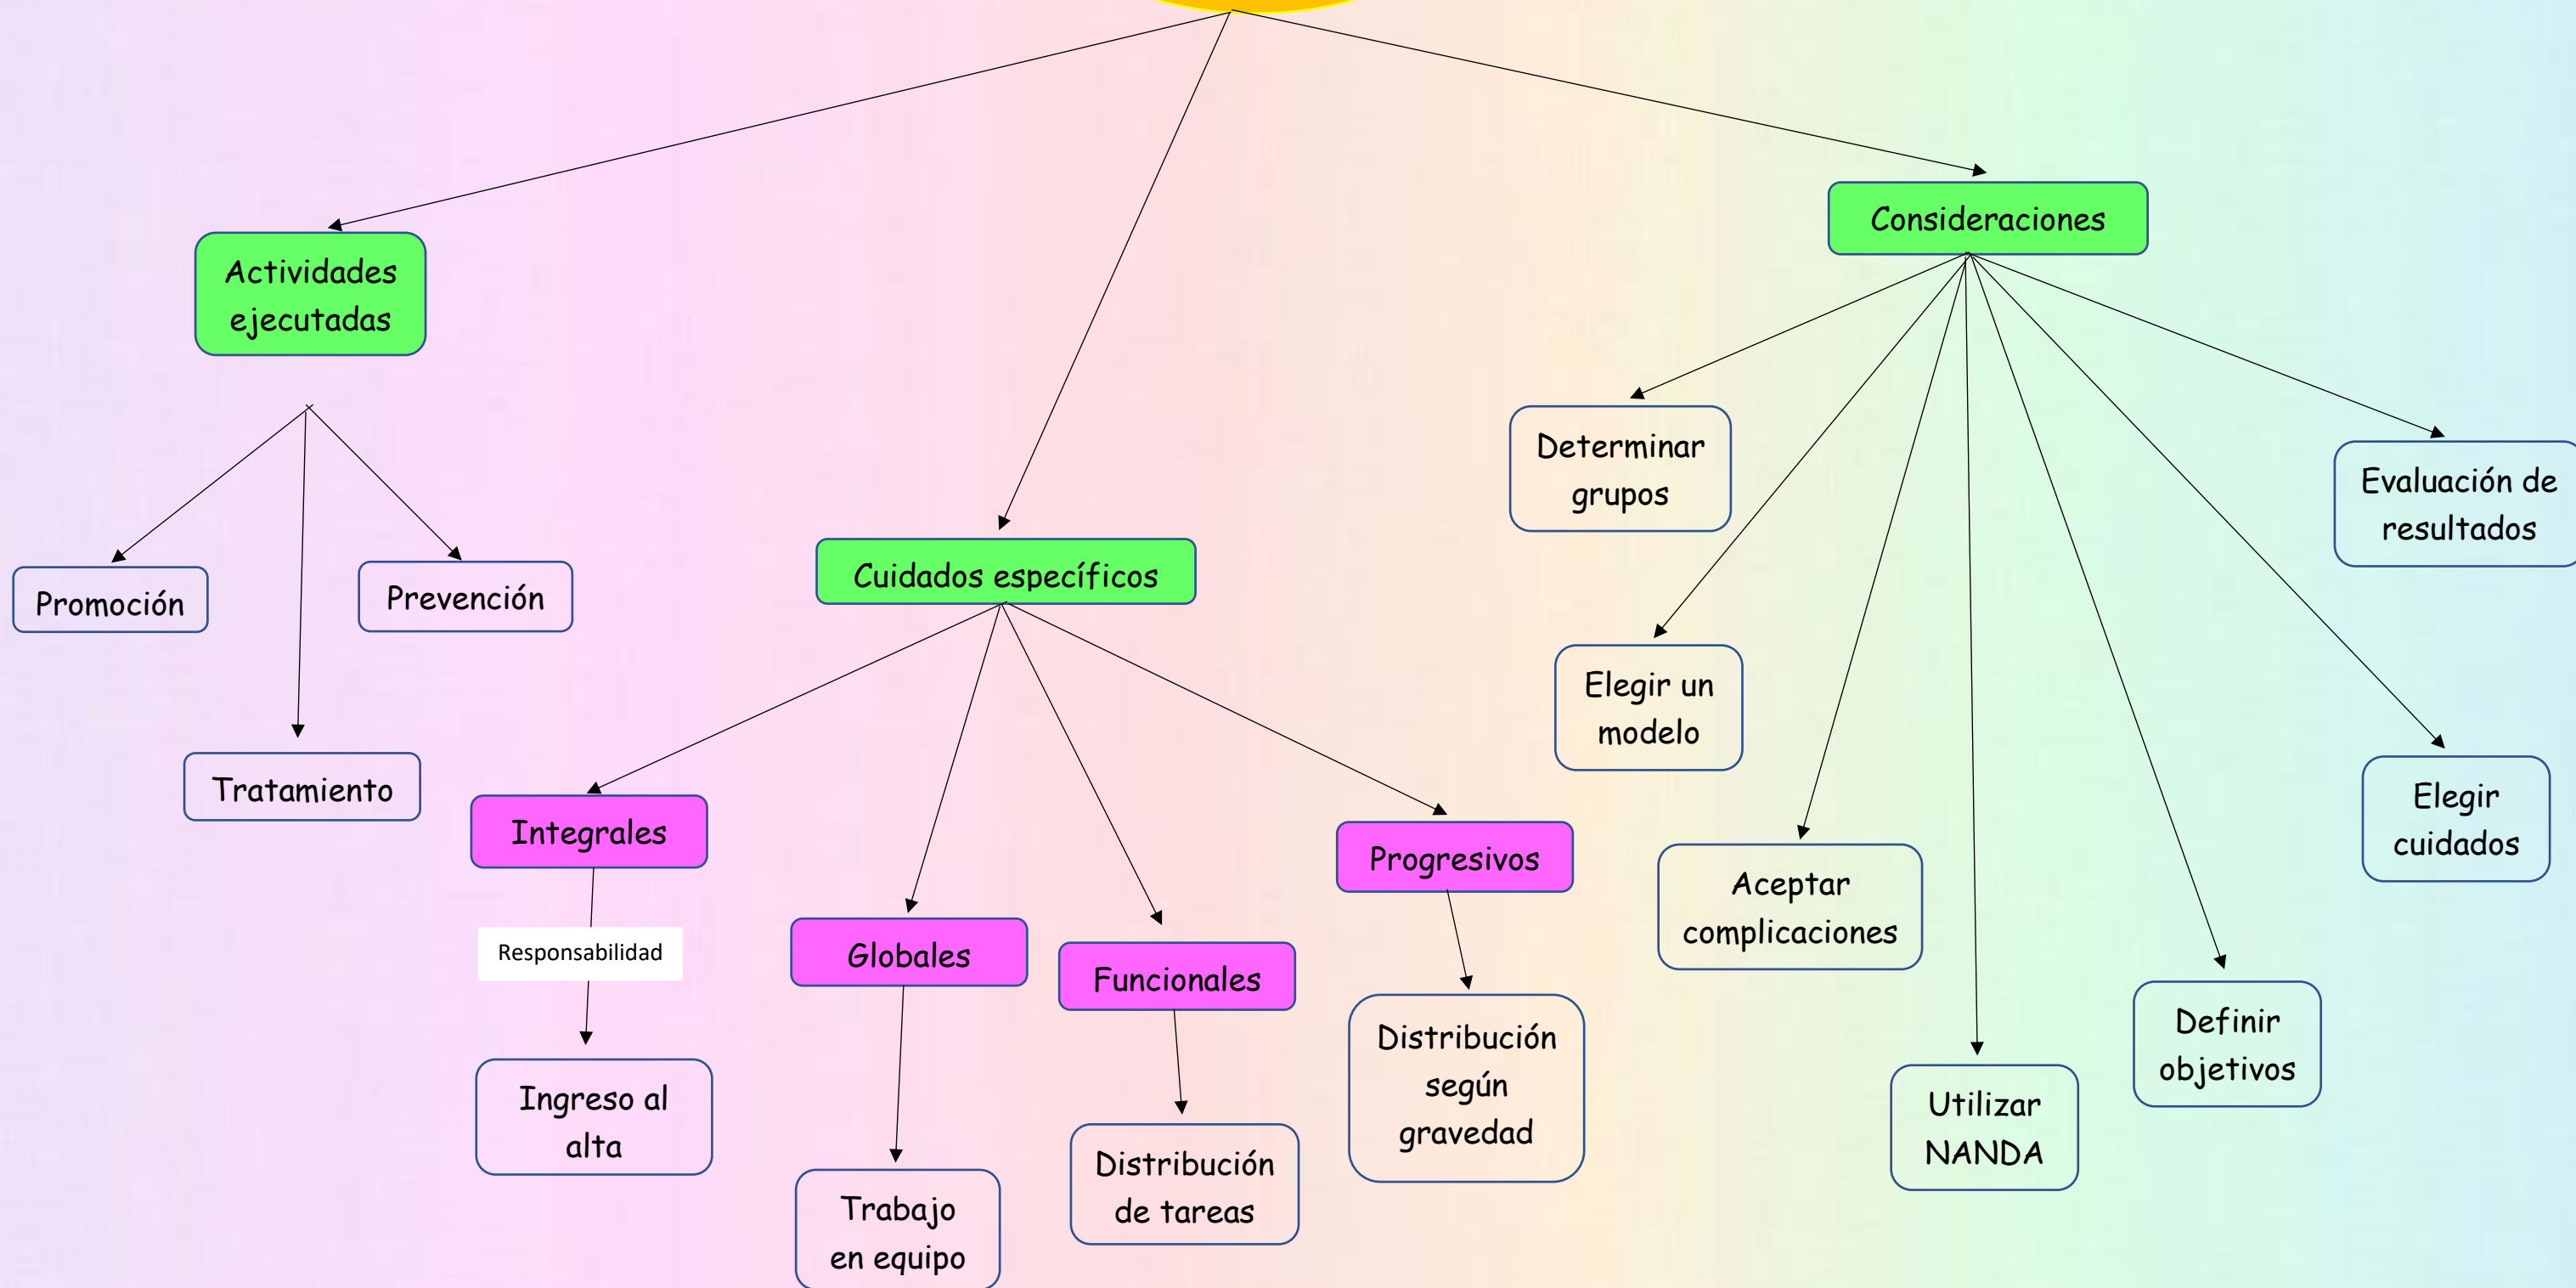 Consideraciones
Actividades
ejecutadas
Determinar
grupos
Evaluación de
resultados
Cuidados específicos
Promoción
Prevención
Elegir un
modelo
Tratamiento
Elegir
cuidados
Integrales
Progresivos
Aceptar
complicaciones
Responsabilidad
Globales
Funcionales
Distribución
según
gravedad
Definir
objetivos
Ingreso al
alta
Utilizar
NANDA
Distribución
de tareas
Trabajo
en equipo